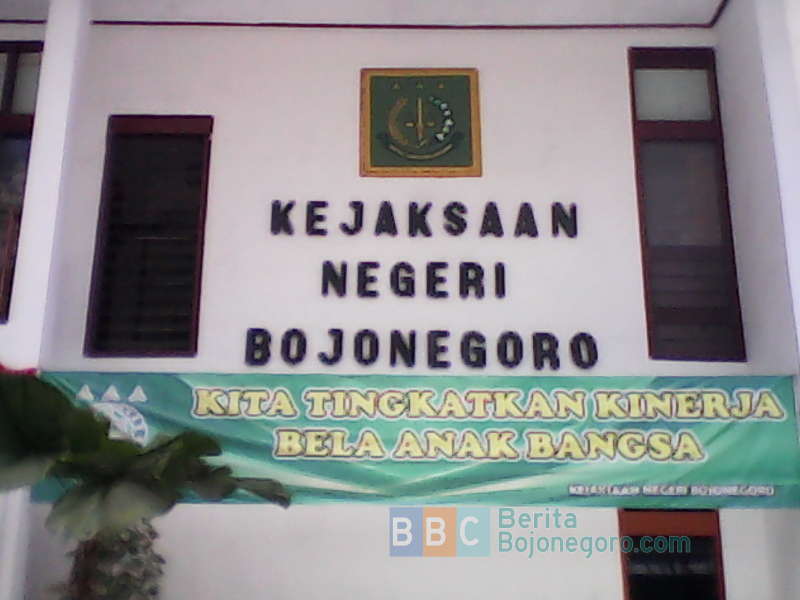 KEJAKSAAN
NEGERI
BOJONEGORO
KITA TINGKATKAN KINERJA
BELA ANAK BANGSA
KEJAKSAAN NEGERI BOJONEGORO
BBC Berita
Bojonegoro.com